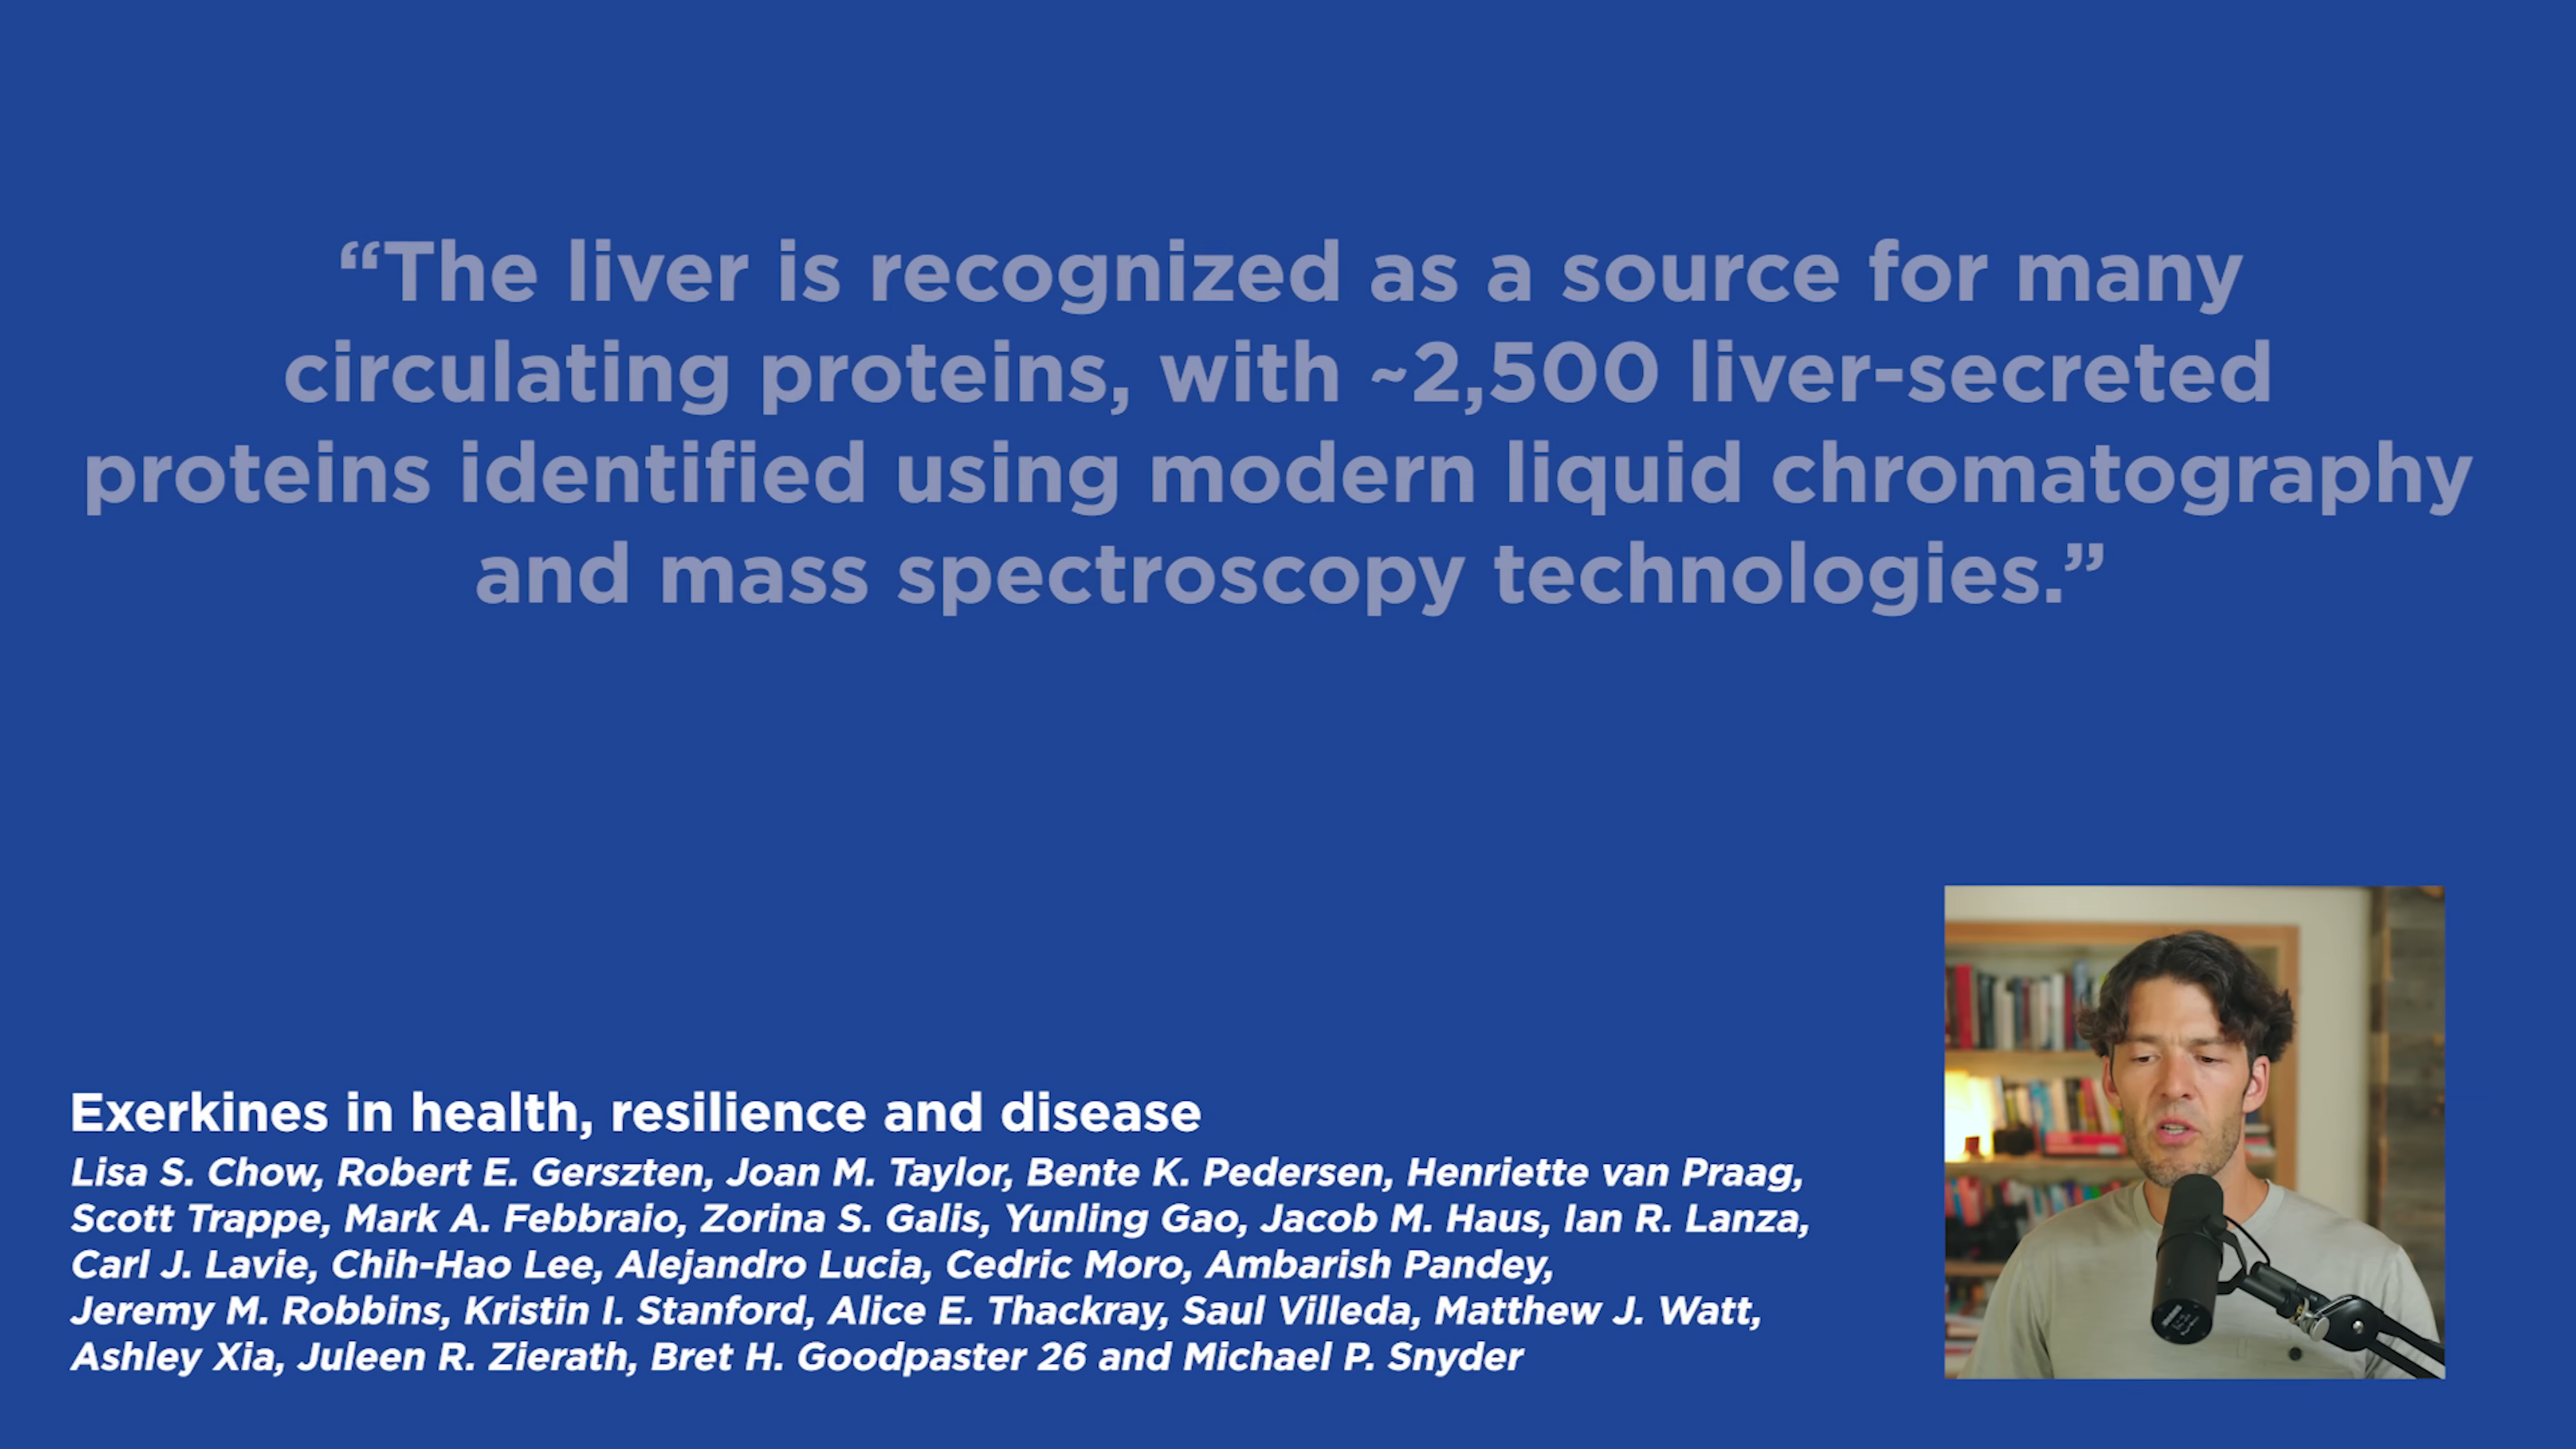 “The liver is recognized as a source for many
circulating proteins, with ~2,500 liver-secreted
proteins identified using modern liquid chromatography
and mass spectroscopy technologies.”
Exerkines in health, resilience and disease
Lisa S. Chow, Robert E. Gerszten, Joan M. Taylor, Bente K. Pedersen, Henriette van Praag,
Scott Trappe, Mark A. Febbraio, Zorina S. Galis, Yunling Gao, Jacob M. Haus, Ian R. Lanza,
Carl J. Lavie, Chih-Hao Lee, Alejandro Lucia, Cedric Moro, Ambarish Pandey,
Jeremy M. Robbins, Kristin I. Stanford, Alice E. Thackray, Saul Villeda, Matthew J. Watt,
Ashley Xia, Juleen R. Zierath, Bret H. Goodpaster 26 and Michael P. Snyder